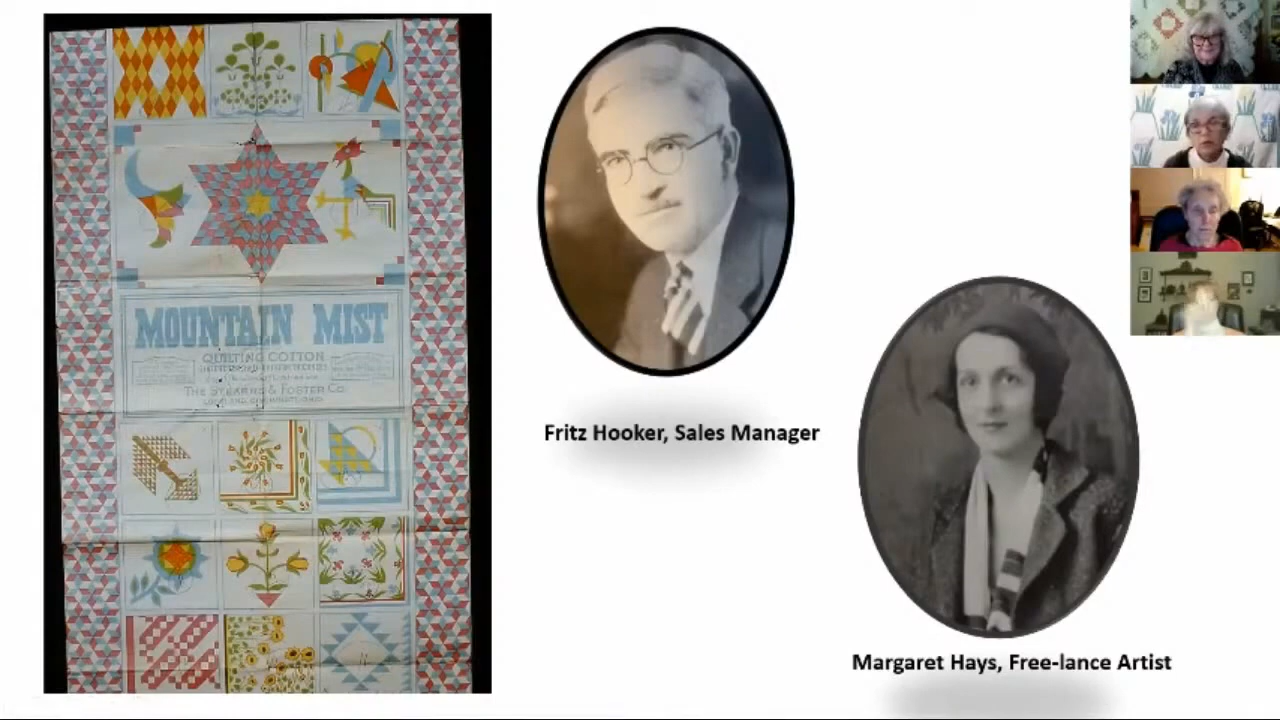 MOUNTAIN MIST
QUILTING COTTON
THE STEARNS & FOSTER CO.
Fritz Hooker, Sales Manager
Margaret Hays, Free-lance Artist